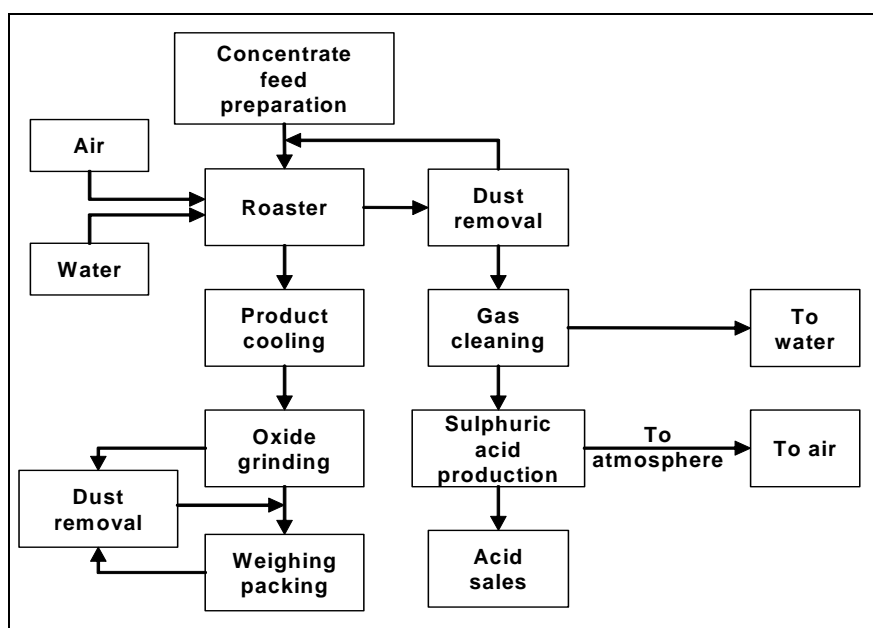 Concentrate
feed
preparation
Air
Roaster
Dust
removal
Water
Product
cooling
Gas
cleaning
To
water
Oxide
grinding
Sulphuric
acid
production
To
atmosphere
To air
Dust
removal
Weighing
packing
Acid
sales